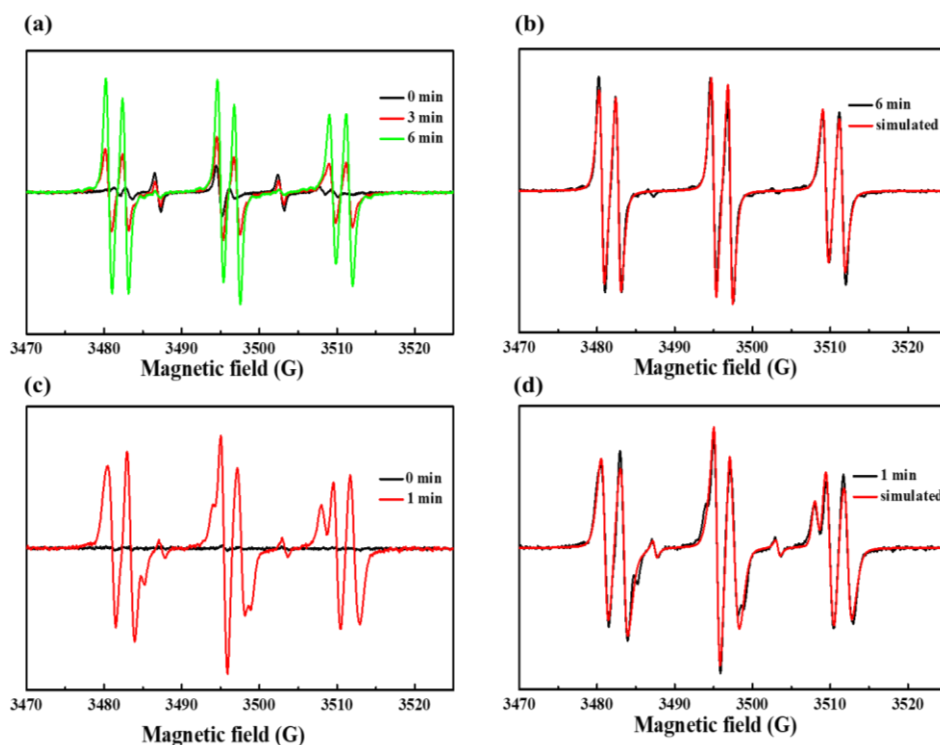 (a)
0 min
3 min
6 min
3470 3480 3490 3500 3510 3520
Magnetic field (G)
(b)
6 min
simulated
3470 3480 3490 3500 3510 3520
Magnetic field (G)
(c)
0 min
1 min
3470 3480 3490 3500 3510 3520
Magnetic field (G)
(d)
1 min
simulated
3470 3480 3490 3500 3510 3520
Magnetic field (G)